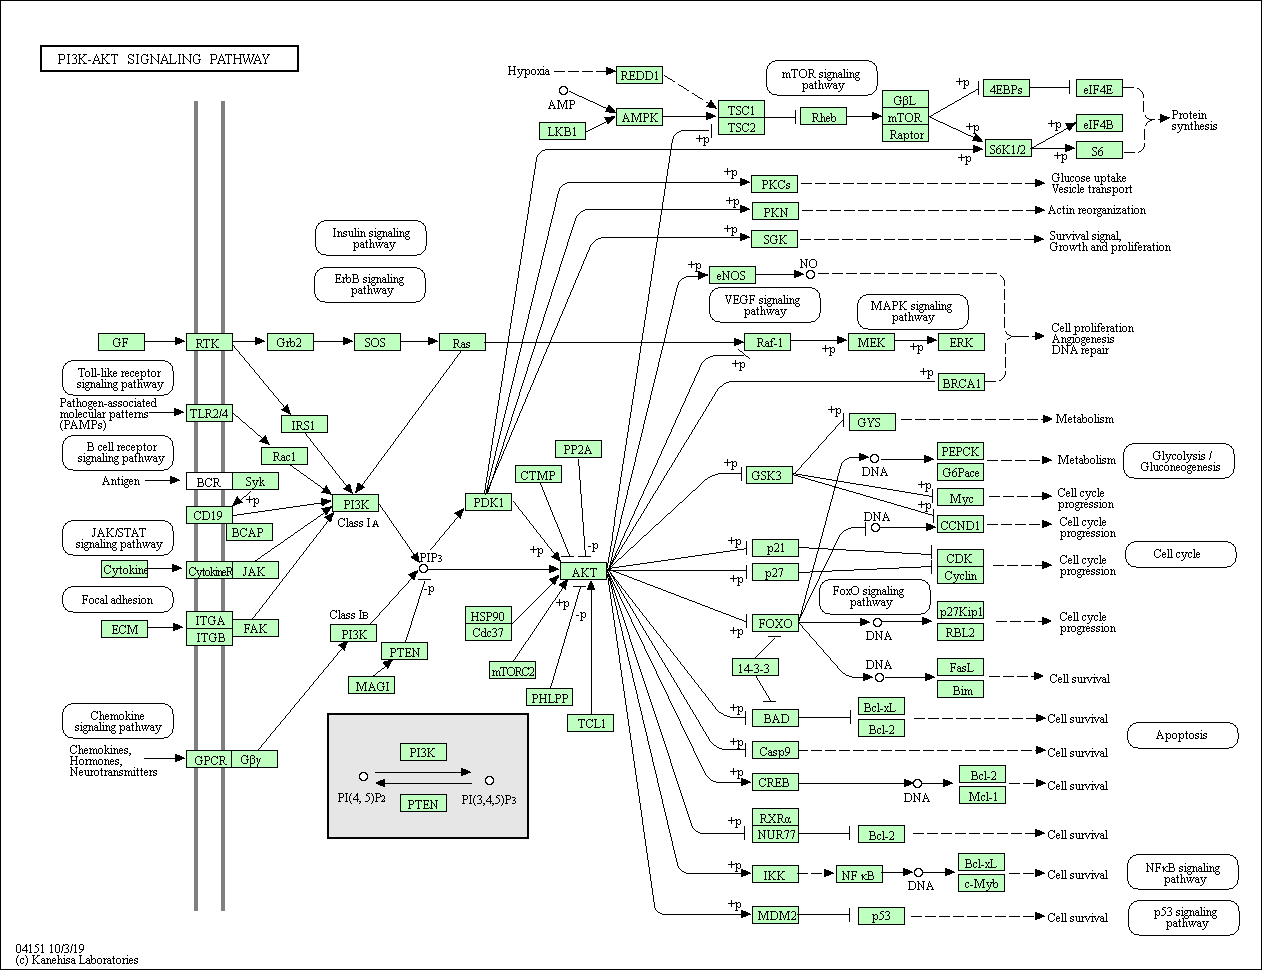 PI3K-AKT SIGNALING PATHWAY
Hypoxia
REDD1
AMP
LKB1
AMPK
TSC1
TSC2
+p
mTOR signaling
pathway
Rheb
GβL
mTOR
Raptor
+p
+p
4EBPs
eIF4E
S6K1/2
+p
+p
+p
eIF4B
S6
Protein
synthesis
+p
PKCs
Glucose uptake
Vesicle transport
+p
PKN
Actin reorganization
+p
SGK
Survival signal,
Growth and proliferation
Insulin signaling
pathway
ErbB signaling
pathway
+p
eNOS
NO
VEGF signaling
pathway
MAPK signaling
pathway
GF
RTK
Grb2
SOS
Ras
Raf-1
+p
MEK
+p
ERK
+p
+p
BRCA1
Cell proliferation
Angiogenesis
DNA repair
Toll-like receptor
signaling pathway
Pathogen-associated
molecular patterns
(PAMPs)
TLR2/4
IRS1
Rac1
B cell receptor
signaling pathway
Antigen
BCR
Syk
+p
CD19
BCAP
PI3K
Class IA
JAK/STAT
signaling pathway
Cytokine
CytokineR
JAK
Focal adhesion
ECM
ITGA
ITGB
FAK
Chemokine
signaling pathway
Chemokines,
Hormones,
Neurotransmitters
GPCR
Gβγ
PDK1
CTMP
PP2A
PIP3
+p
-p
AKT
-p
+p
-p
Class IB
PI3K
PTEN
MAGI
HSP90
Cdc37
mTORC2
PHLPP
TCL1
PI3K
PI(4, 5)P2
PI(3,4,5)P3
PTEN
+p
GYS
Metabolism
+p
GSK3
DNA
PEPCK
G6Pace
Metabolism
Glycolysis /
Gluconeogenesis
+p
Myc
Cell cycle
progression
+p
DNA
CCND1
Cell cycle
progression
+p
p21
+p
p27
CDK
Cyclin
Cell cycle
progression
Cell cycle
FoxO signaling
pathway
+p
FOXO
DNA
p27Kip1
RBL2
Cell cycle
progression
14-3-3
DNA
FasL
Bim
Cell survival
+p
BAD
Bcl-xL
Bcl-2
Cell survival
Apoptosis
+p
Casp9
Cell survival
+p
CREB
DNA
Bcl-2
Mcl-1
Cell survival
+p
RXRα
NUR77
Bcl-2
Cell survival
+p
IKK
NFκB
DNA
Bcl-xL
c-Myb
Cell survival
NFκB signaling
pathway
+p
MDM2
p53
Cell survival
p53 signaling
pathway
04151 10/3/19
(c) Kanehisa Laboratories